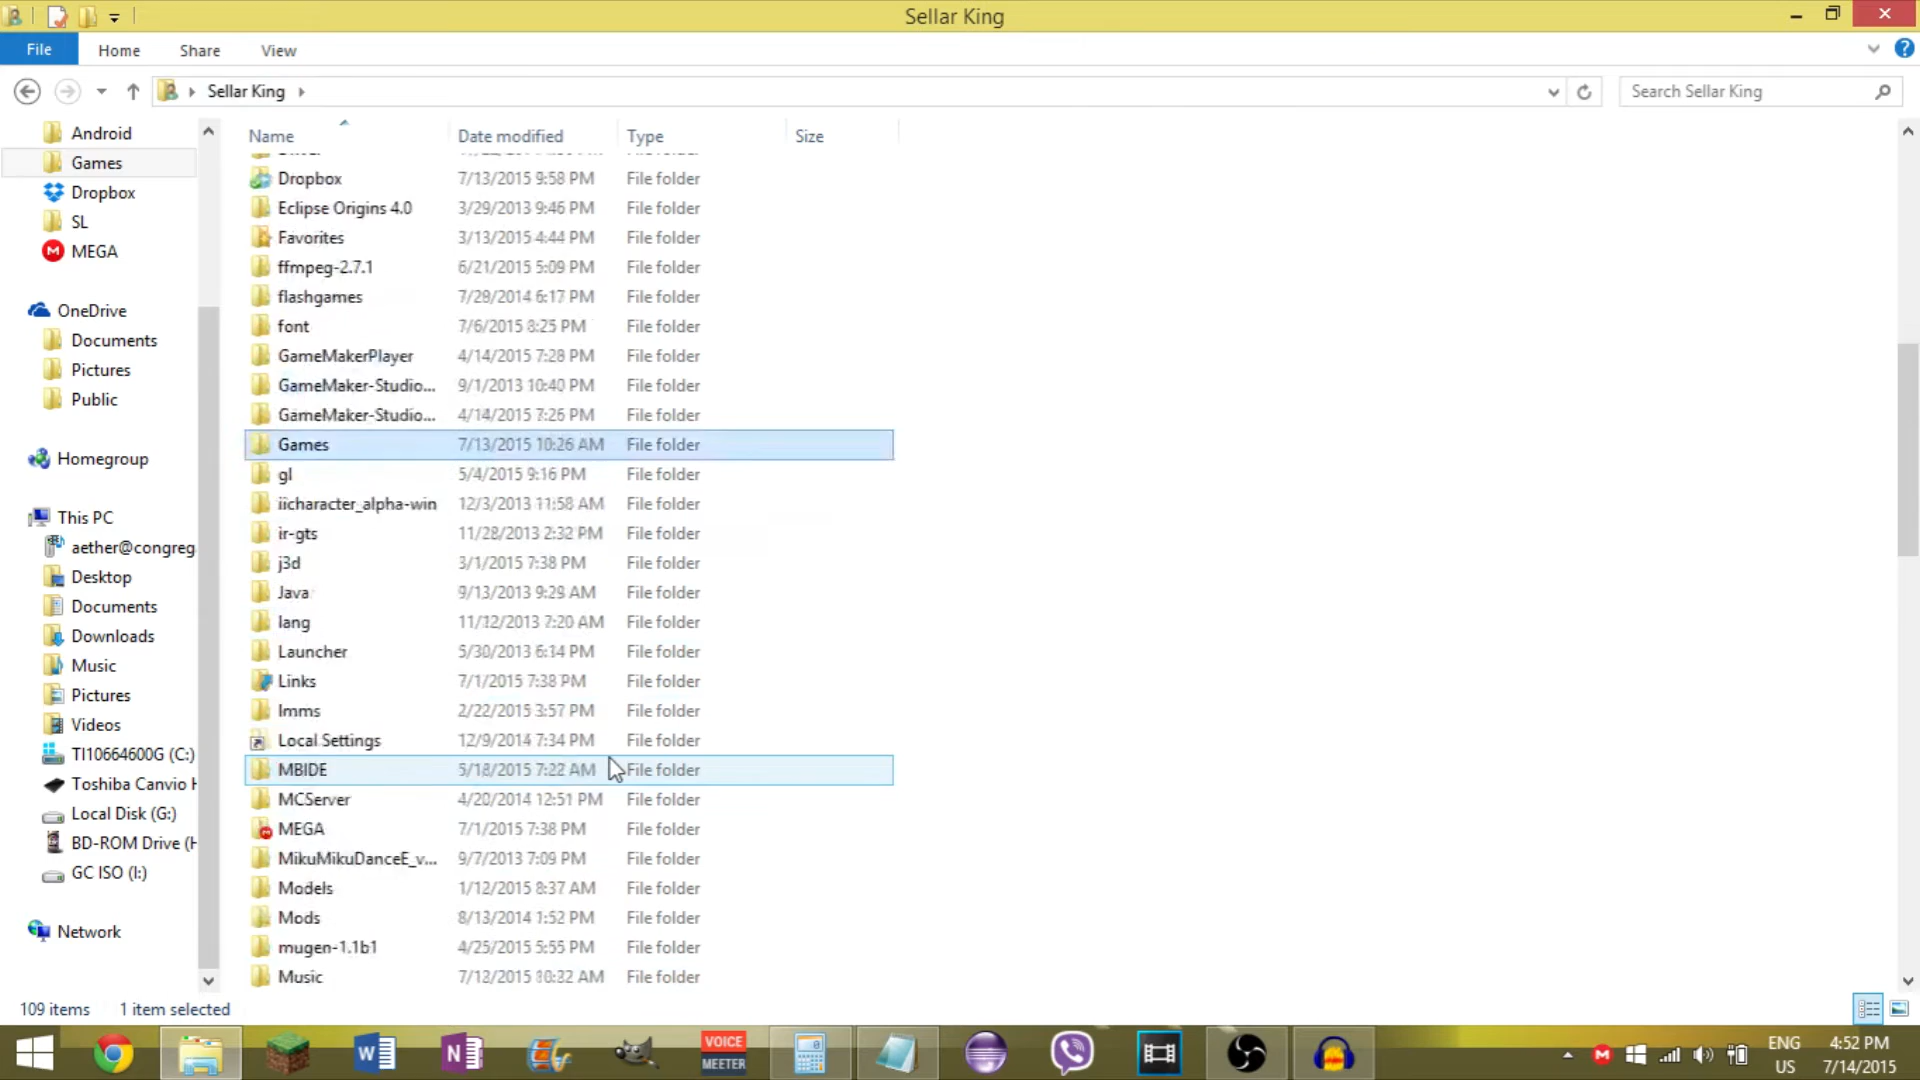 Sellar King
File Home Share View
Sellar King
Search Sellar King
Name Date modified Type Size
Android
Games
Dropbox
SL
MEGA
OneDrive
Documents
Pictures
Public
Homegroup
This PC
aether@congreg
Desktop
Documents
Downloads
Music
Pictures
Videos
TI10664600G (C:)
Toshiba Canvio H
Local Disk (G:)
BD-ROM Drive (H
GC ISO (I:)
Network
Dropbox 7/13/2015 9:58 PM File folder
Eclipse Origins 4.0 3/29/2013 9:46 PM File folder
Favorites 3/13/2015 4:44 PM File folder
ffmpeg-2.7.1 6/21/2015 5:09 PM File folder
flashgames 7/29/2014 6:17 PM File folder
font 7/6/2015 8:25 PM File folder
GameMakerPlayer 4/14/2015 7:28 PM File folder
GameMaker-Studio... 9/1/2013 10:40 PM File folder
GameMaker-Studio... 4/14/2015 7:26 PM File folder
Games 7/13/2015 10:26 AM File folder
gl 5/4/2015 9:16 PM File folder
iicharacter_alpha-win 12/3/2013 11:58 AM File folder
ir-gts 11/28/2013 2:32 PM File folder
j3d 3/1/2015 7:38 PM File folder
Java 9/13/2013 9:29 AM File folder
lang 11/12/2013 7:20 AM File folder
Launcher 5/30/2013 6:14 PM File folder
Links 7/1/2015 7:38 PM File folder
lmms 2/22/2015 3:57 PM File folder
Local Settings 12/9/2014 7:34 PM File folder
MBIDE 5/18/2015 7:22 AM File folder
MCServer 4/20/2014 12:51 PM File folder
MEGA 7/1/2015 7:38 PM File folder
MikuMikuDanceE_v... 9/7/2013 7:09 PM File folder
Models 1/12/2015 8:37 AM File folder
Mods 8/13/2014 1:52 PM File folder
mugen-1.1b1 4/25/2015 5:55 PM File folder
Music AM File folder
109 items 1 item selected
VOICE
MEETER
ENG
US
4:52 PM
7/14/2015